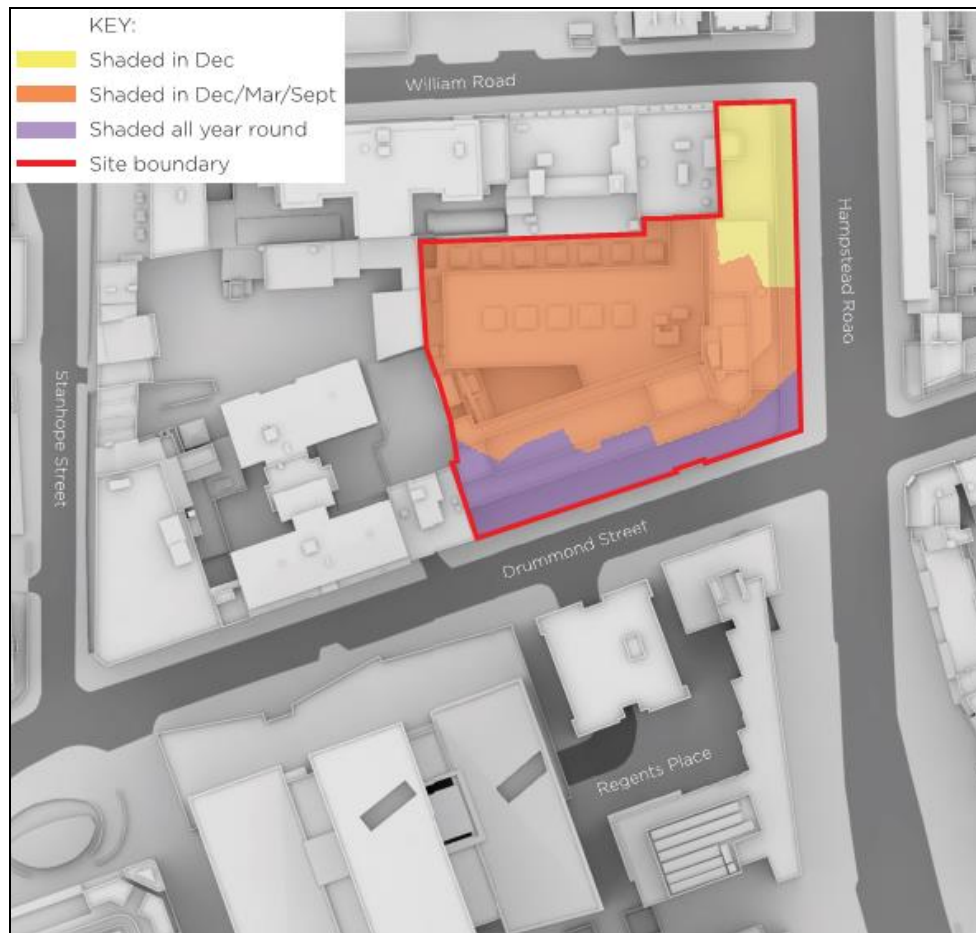 KEY:
Shaded in Dec
Shaded in Dec/Mar/Sept
Shaded all year round
Site boundary
William Road
Hampstead Road
Stanhope Street
Drummond Street
Regents Place